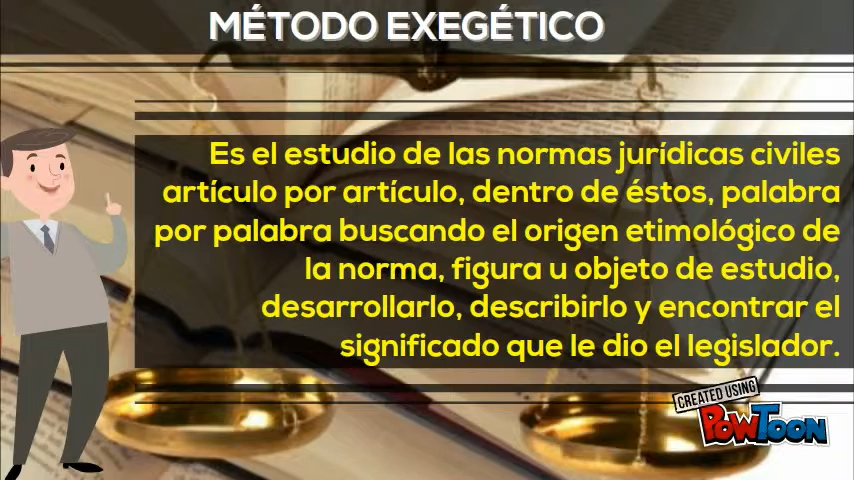 MÉTODO EXEGÉTICO
Es el estudio de las normas jurídicas civiles
artículo por artículo, dentro de éstos, palabra
por palabra buscando el origen etimológico de
la norma, figura u objeto de estudio,
desarrollarlo, describirlo y encontrar el
significado que le dio el legislador.
CREATED USING
POWTOON